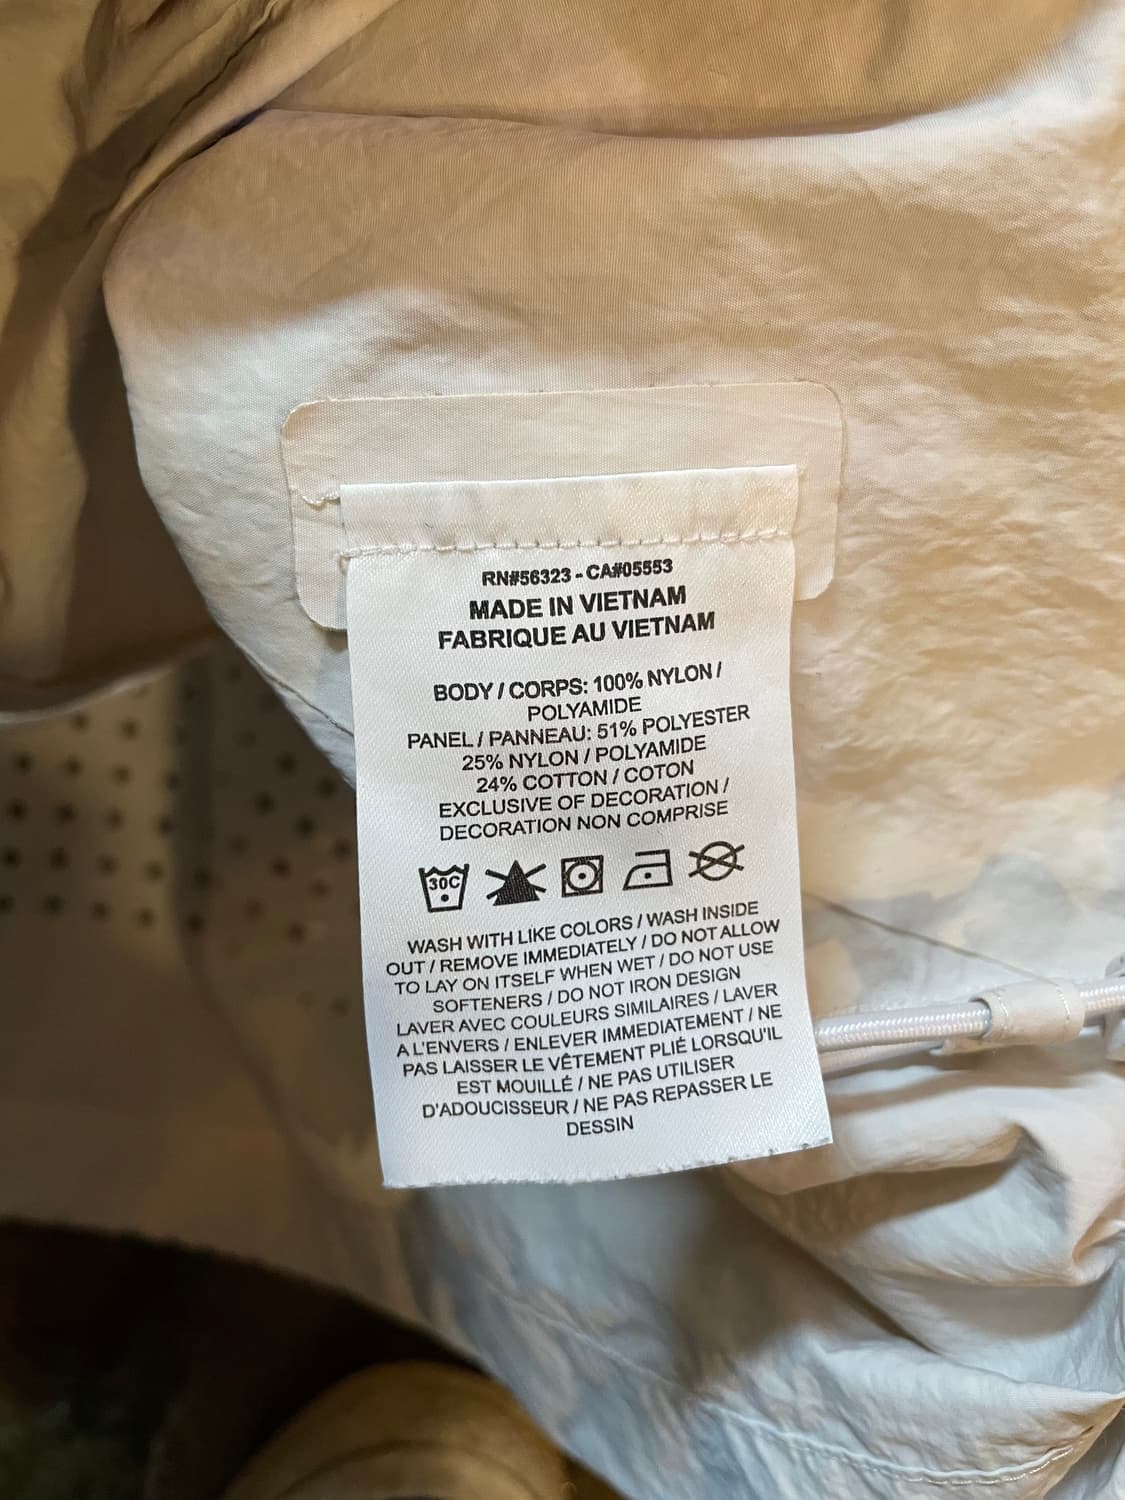 RN#56323 - CA#05553
MADE IN VIETNAM
FABRIQUE AU VIETNAM
BODY / CORPS: 100% NYLON /
POLYAMIDE
PANEL / PANNEAU: 51% POLYESTER
25% NYLON / POLYAMIDE
24% COTTON / COTON
EXCLUSIVE OF DECORATION /
DECORATION NON COMPRISE
30C
WASH WITH LIKE COLORS / WASH INSIDE
OUT / REMOVE IMMEDIATELY / DO NOT ALLOW
TO LAY ON ITSELF WHEN WET / DO NOT USE
SOFTENERS / DO NOT IRON DESIGN
LAVER AVEC COULEURS SIMILAIRES / LAVER
A L'ENVERS / ENLEVER IMMEDIATEMENT / NE
PAS LAISSER LE VÊTEMENT PLIÉ LORSQU'IL
EST MOUILLÉ / NE PAS UTILISER
D'ADOUCISSEUR / NE PAS REPASSER LE
DESSIN